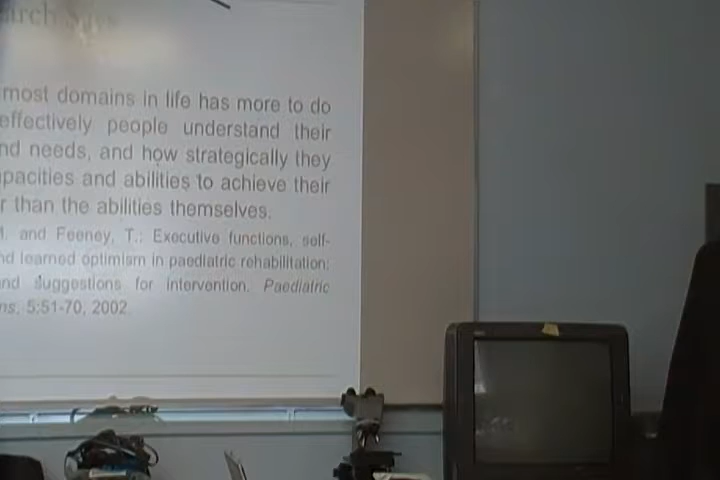 most domains in life has more to do
effectively people understand their
nd needs, and how strategically they
pacities and abilities to achieve their
r than the abilities themselves.
M. and Feeney, T.: Executive functions, self-
nd learned optimism in paediatric rehabilitation:
and suggestions for intervention. Paediatric
ns, 5:51-70, 2002.